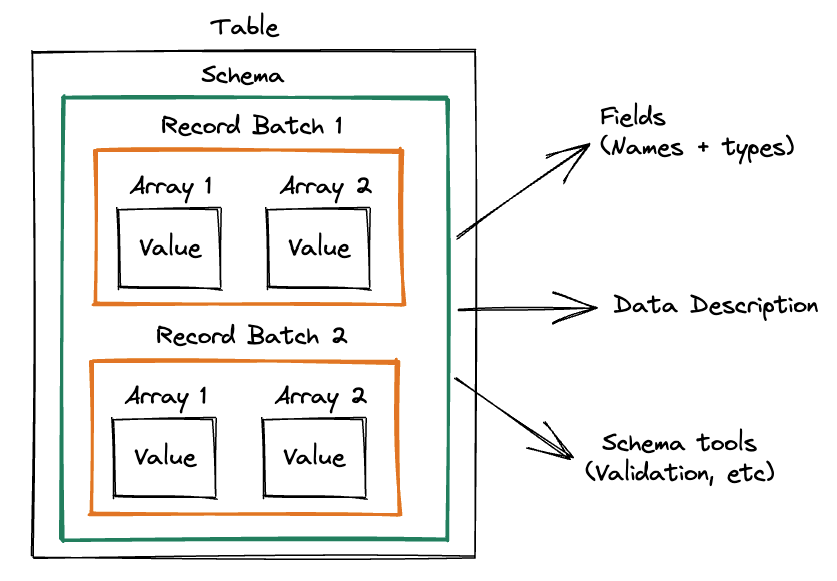 Table
Schema
Record Batch 1
Array 1
Array 2
Value
Value
Record Batch 2
Array 1
Array 2
Value
Value
Fields
(Names + types)
Data Description
Schema tools
(Validation, etc)